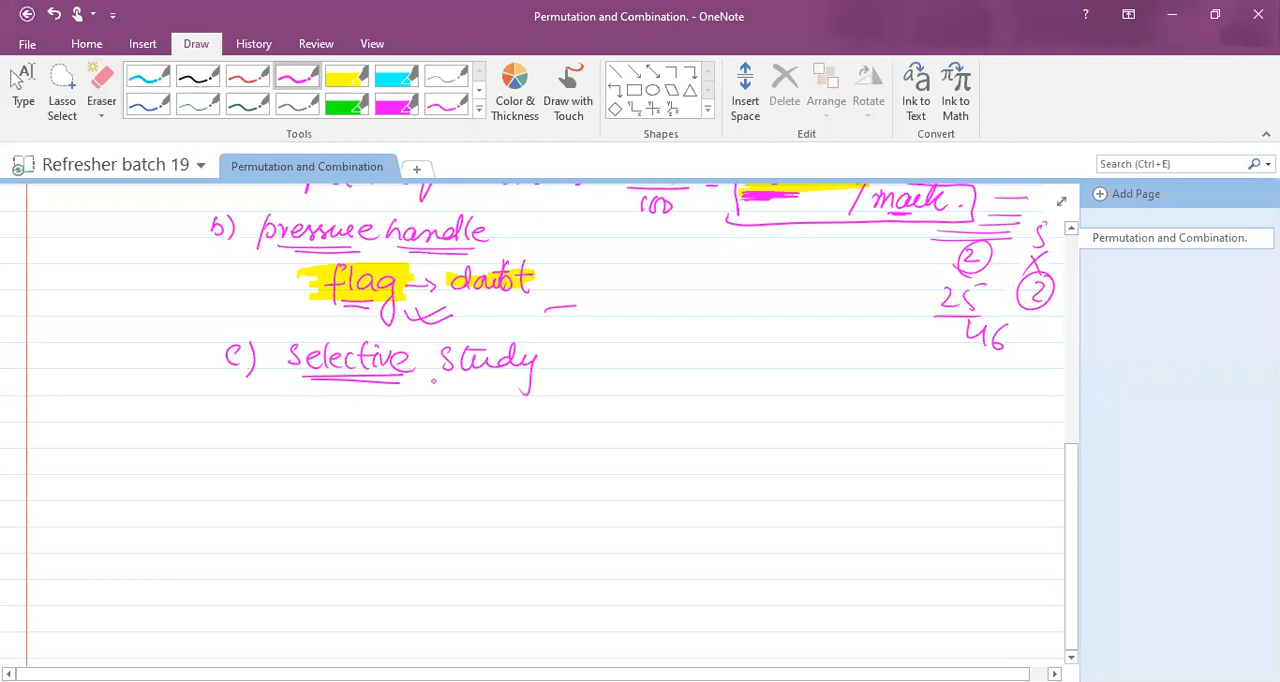 Permutation and Combination. - OneNote
?
File Home Insert Draw History Review View
Type
Lasso Select
Eraser
Color & Thickness
Draw with Touch
Insert Space
Delete
Arrange
Rotate
Ink to Text
Ink to Math
Tools
Shapes
Edit
Convert
Refresher batch 19
Permutation and Combination
Search (Ctrl+E)
Add Page
Permutation and Combination.
100
/ mark.
b) pressure handle
2
5
x
2
flag → doubt
25
46
c) selective study